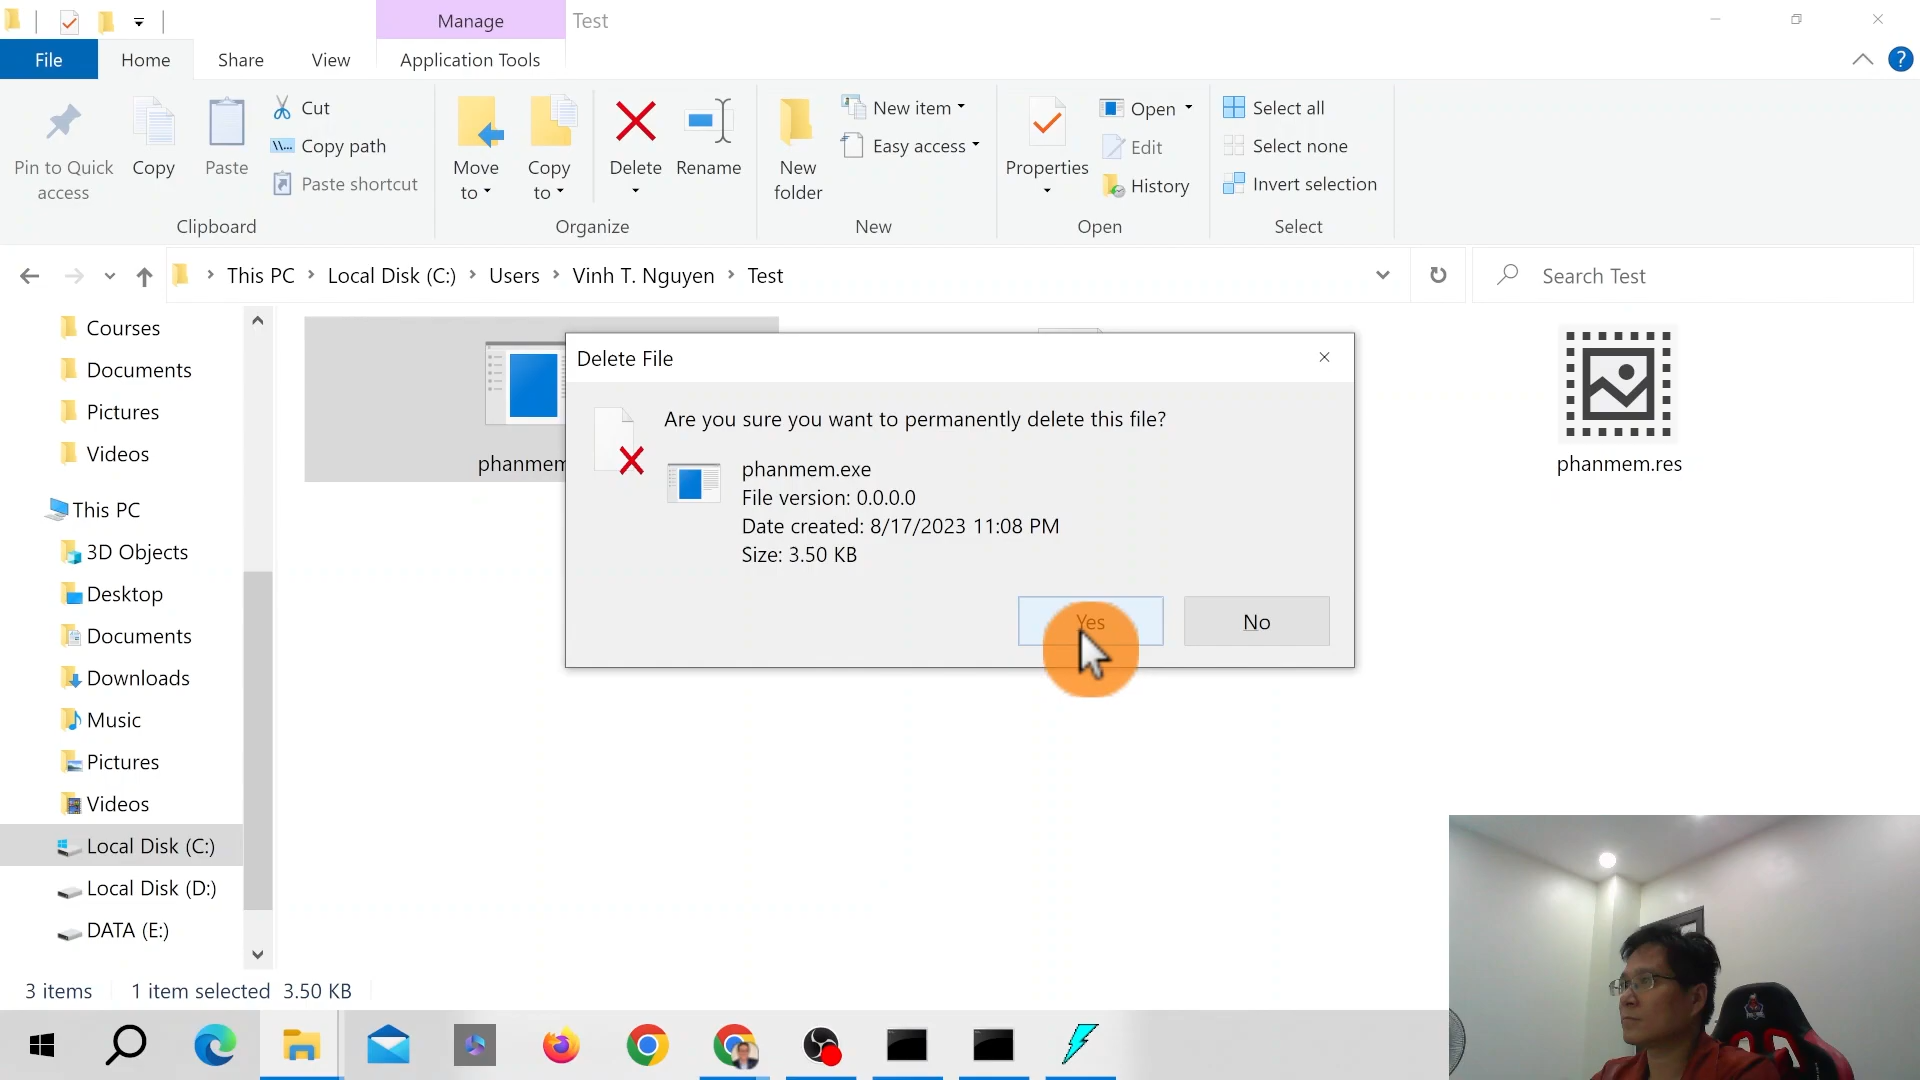 Manage
Test
File
Home
Share
View
Application Tools
Pin to Quick access
Copy
Paste
Cut
Copy path
Paste shortcut
Clipboard
Move to
Copy to
Delete
Rename
Organize
New folder
New item
Easy access
New
Properties
Open
Edit
History
Open
Select all
Select none
Invert selection
Select
This PC
Local Disk (C:)
Users
Vinh T. Nguyen
Test
Search Test
Courses
Documents
Pictures
Videos
This PC
3D Objects
Desktop
Documents
Downloads
Music
Pictures
Videos
Local Disk (C:)
Local Disk (D:)
DATA (E:)
phanmem
phanmem.res
Delete File
Are you sure you want to permanently delete this file?
phanmem.exe
File version: 0.0.0.0
Date created: 8/17/2023 11:08 PM
Size: 3.50 KB
Yes
No
3 items
1 item selected 3.50 KB